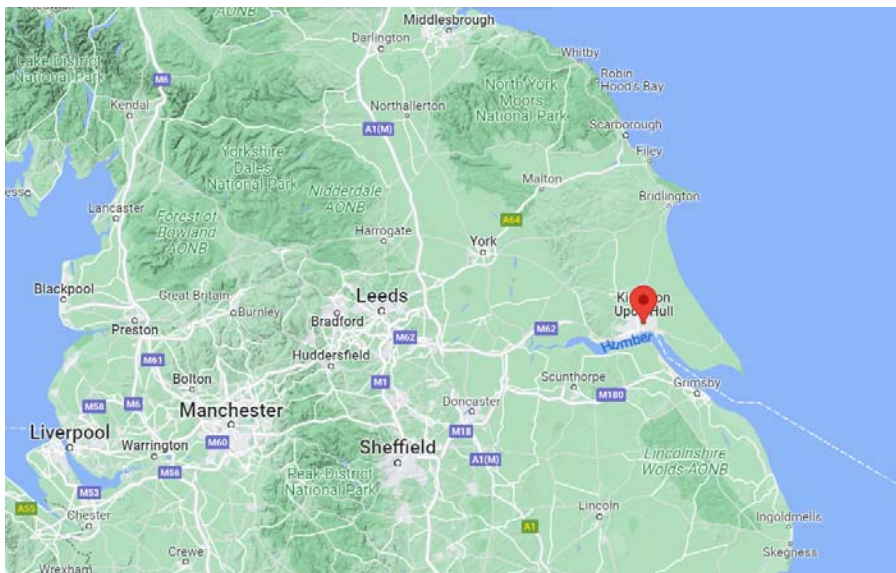 AONB
Middlesbrough
Darlington
Whitby
Lake District
National Park
M6
Robin
Hood's Bay
North York
Moors
National Park
Kendal
Northallerton
A1(M)
Scarborough
Yorkshire
Dales
National Park
Filey
Malton
Nidderdale
AONB
Bridlington
Lancaster
Forest of
Bowland
AONB
A64
Harrogate
York
Blackpool
Great Britain
Leeds
Upon Hull
Burnley
Bradford
Preston
M62
M62
Humber
M61
Huddersfield
Bolton
M1
Scunthorpe
M180
Grimsby
M58
M6
Manchester
Doncaster
Liverpool
M60
M18
Warrington
Sheffield
A1(M)
Lincolnshire
Wolds AONB
M56
Peak District
National Park
M53
A55
Chester
Lincoln
A1
Ingoldmells
Crewe
Skegness
Wrexham